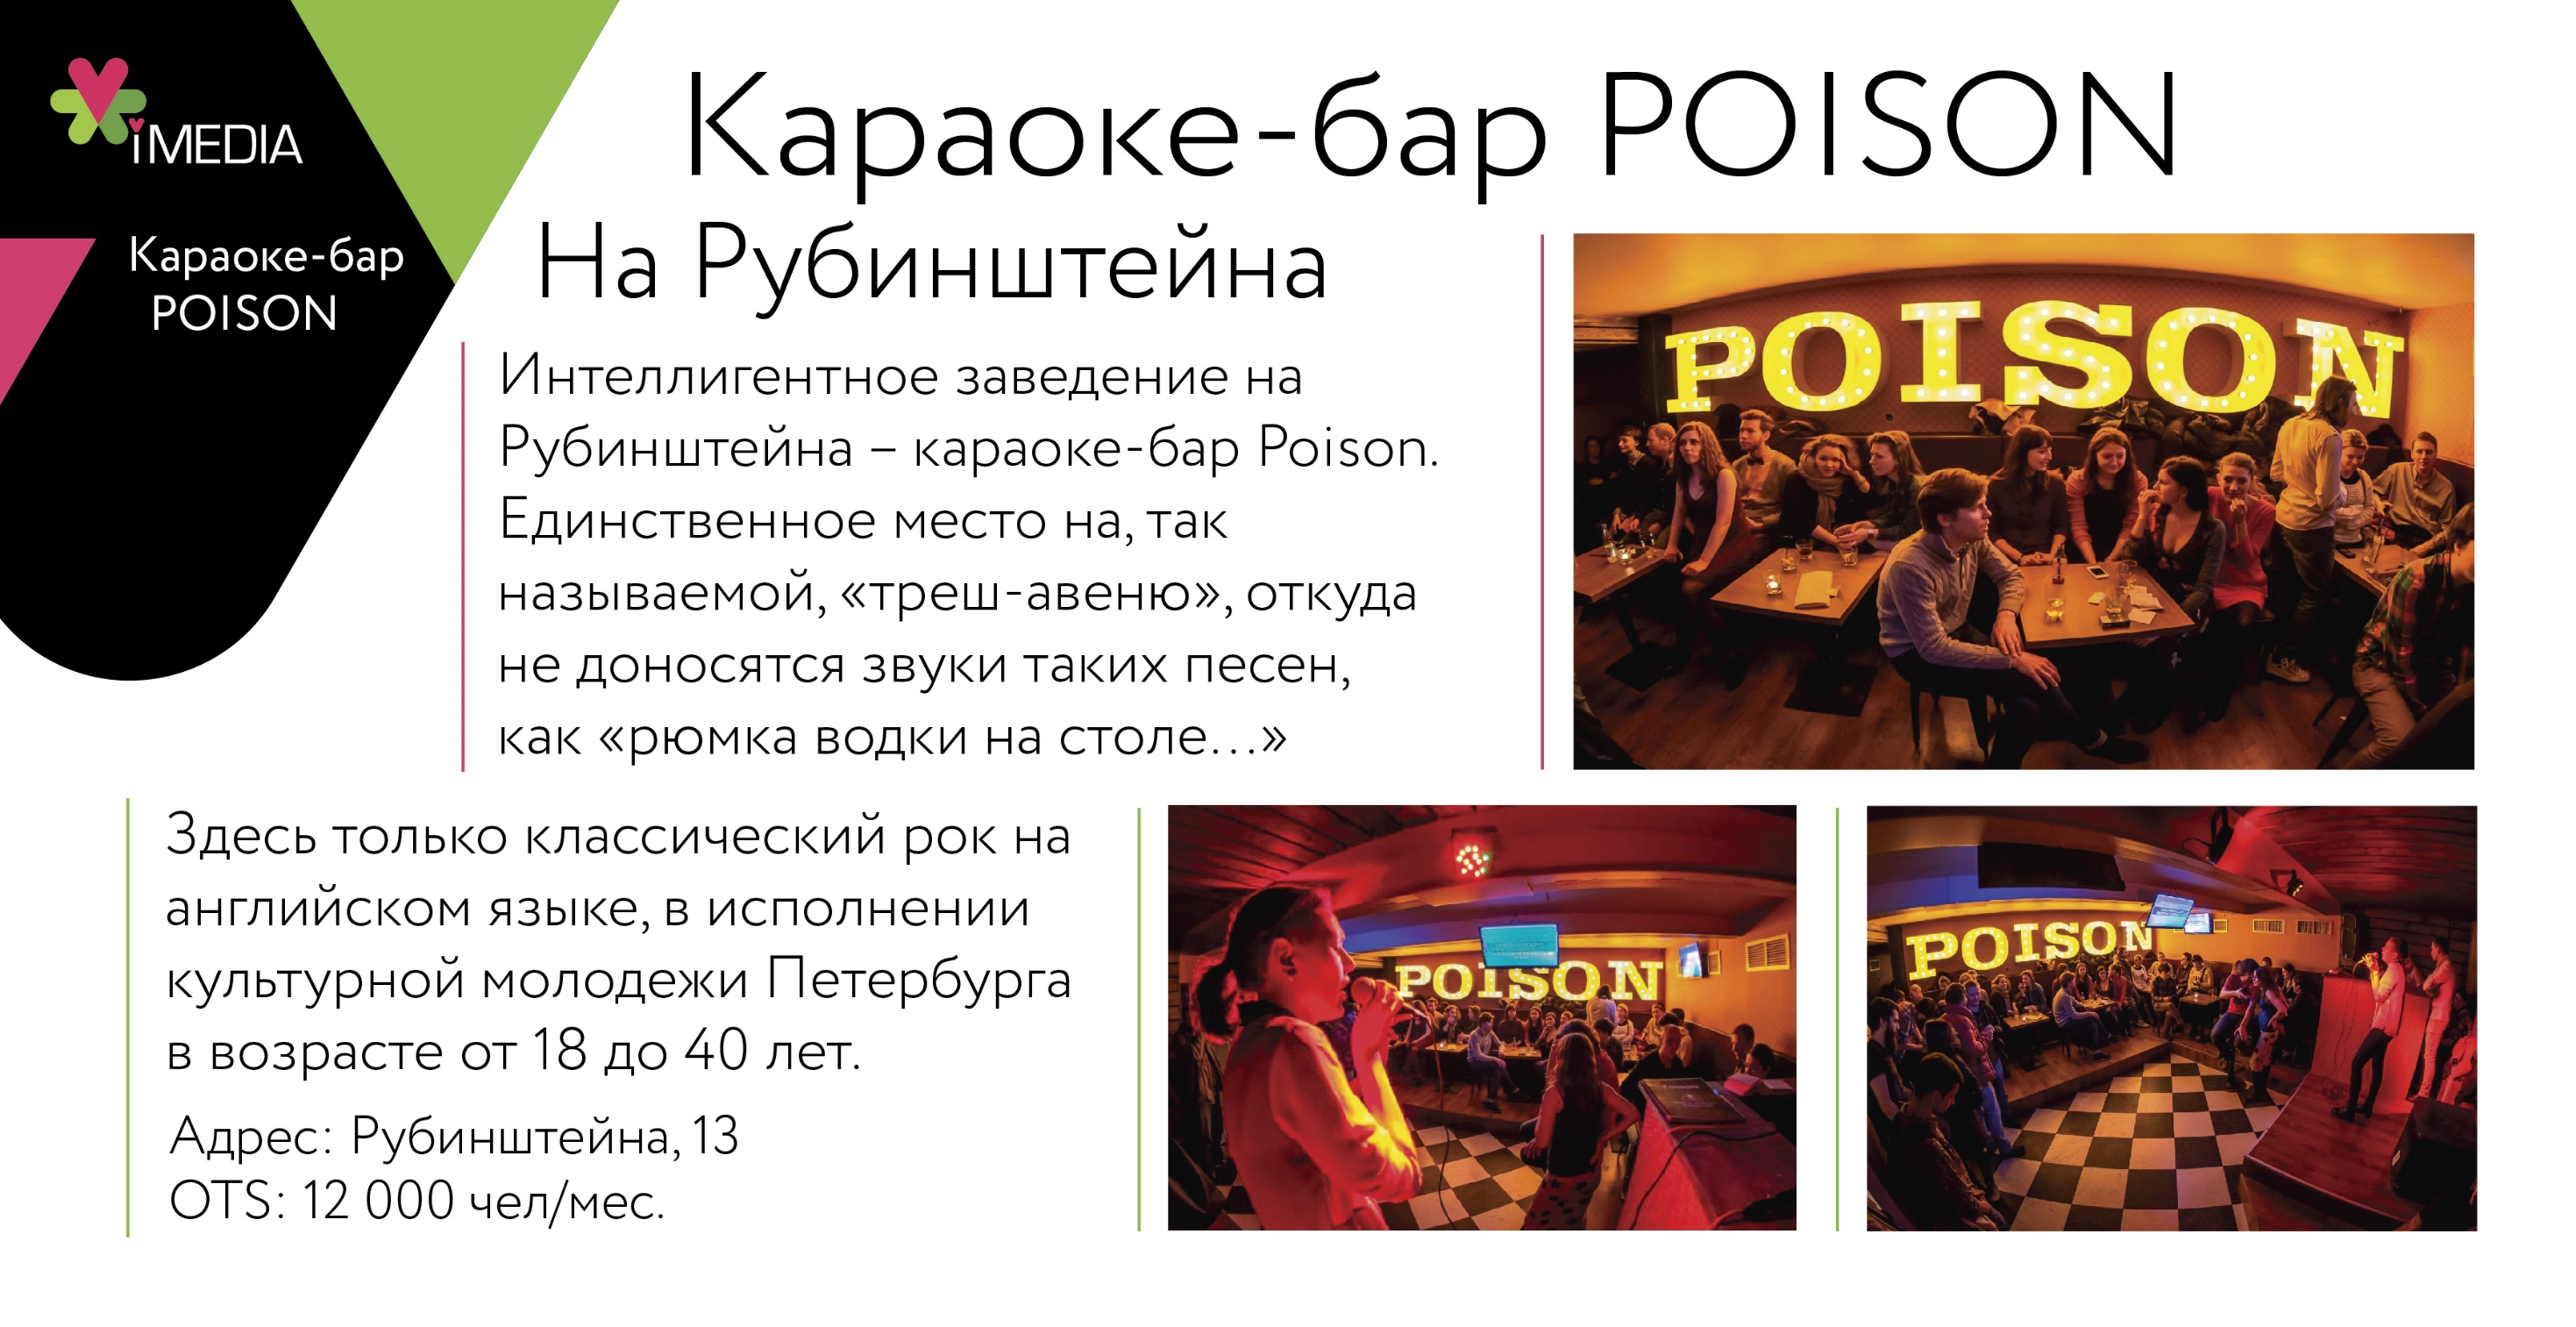 iMEDIA
Караоке-бар
POISON
Караоке-бар POISON
На Рубинштейна
Интеллигентное заведение на
Рубинштейна – караоке-бар Poison.
Единственное место на, так
называемой, «треш-авеню», откуда
не доносятся звуки таких песен,
как «рюмка водки на столе...»
POISON
Здесь только классический рок на
английском языке, в исполнении
культурной молодежи Петербурга
в возрасте от 18 до 40 лет.
Адрес: Рубинштейна, 13
OTS: 12 000 чел/мес.
POISON
POISON